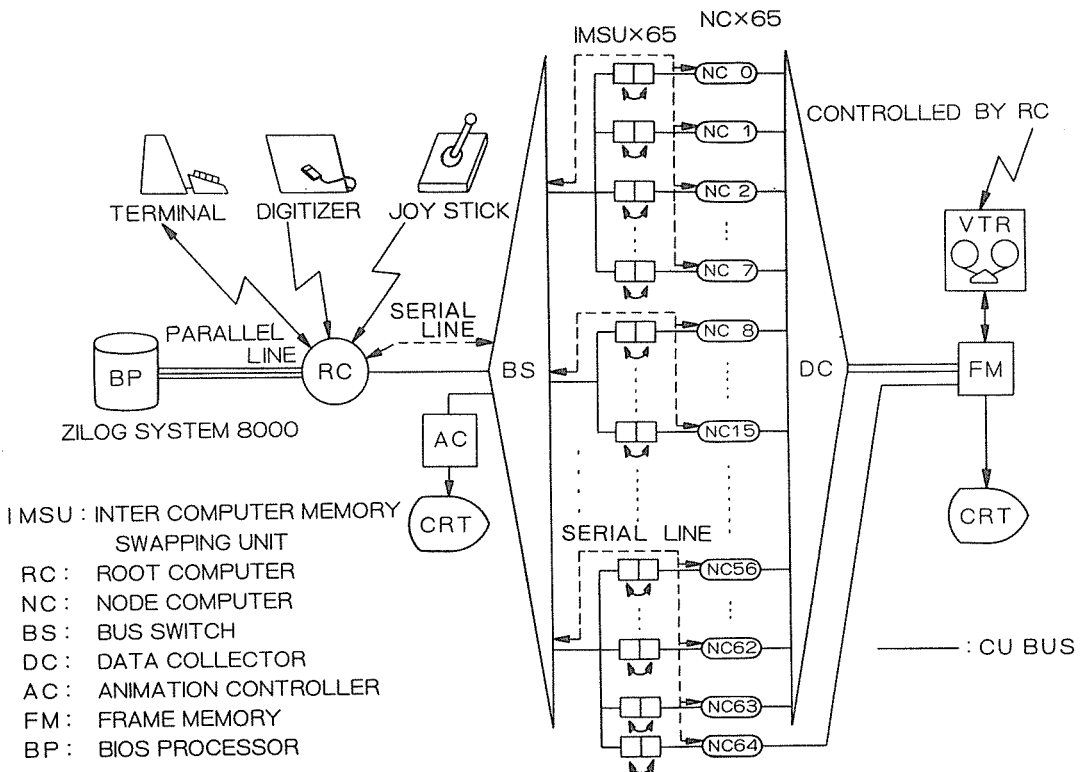 NC×65
IMSU×65
NC 0
NC 1
NC 2
NC 7
NC 8
NC15
NC56
NC62
NC63
NC64
CONTROLLED BY RC
VTR
TERMINAL
DIGITIZER
JOY STICK
PARALLEL
LINE
SERIAL
LINE
BP
RC
BS
DC
FM
ZILOG SYSTEM 8000
AC
CRT
CRT
SERIAL LINE
IMSU : INTER COMPUTER MEMORY
SWAPPING UNIT
RC : ROOT COMPUTER
NC : NODE COMPUTER
BS : BUS SWITCH
DC : DATA COLLECTOR
AC : ANIMATION CONTROLLER
FM : FRAME MEMORY
BP : BIOS PROCESSOR
: CU BUS